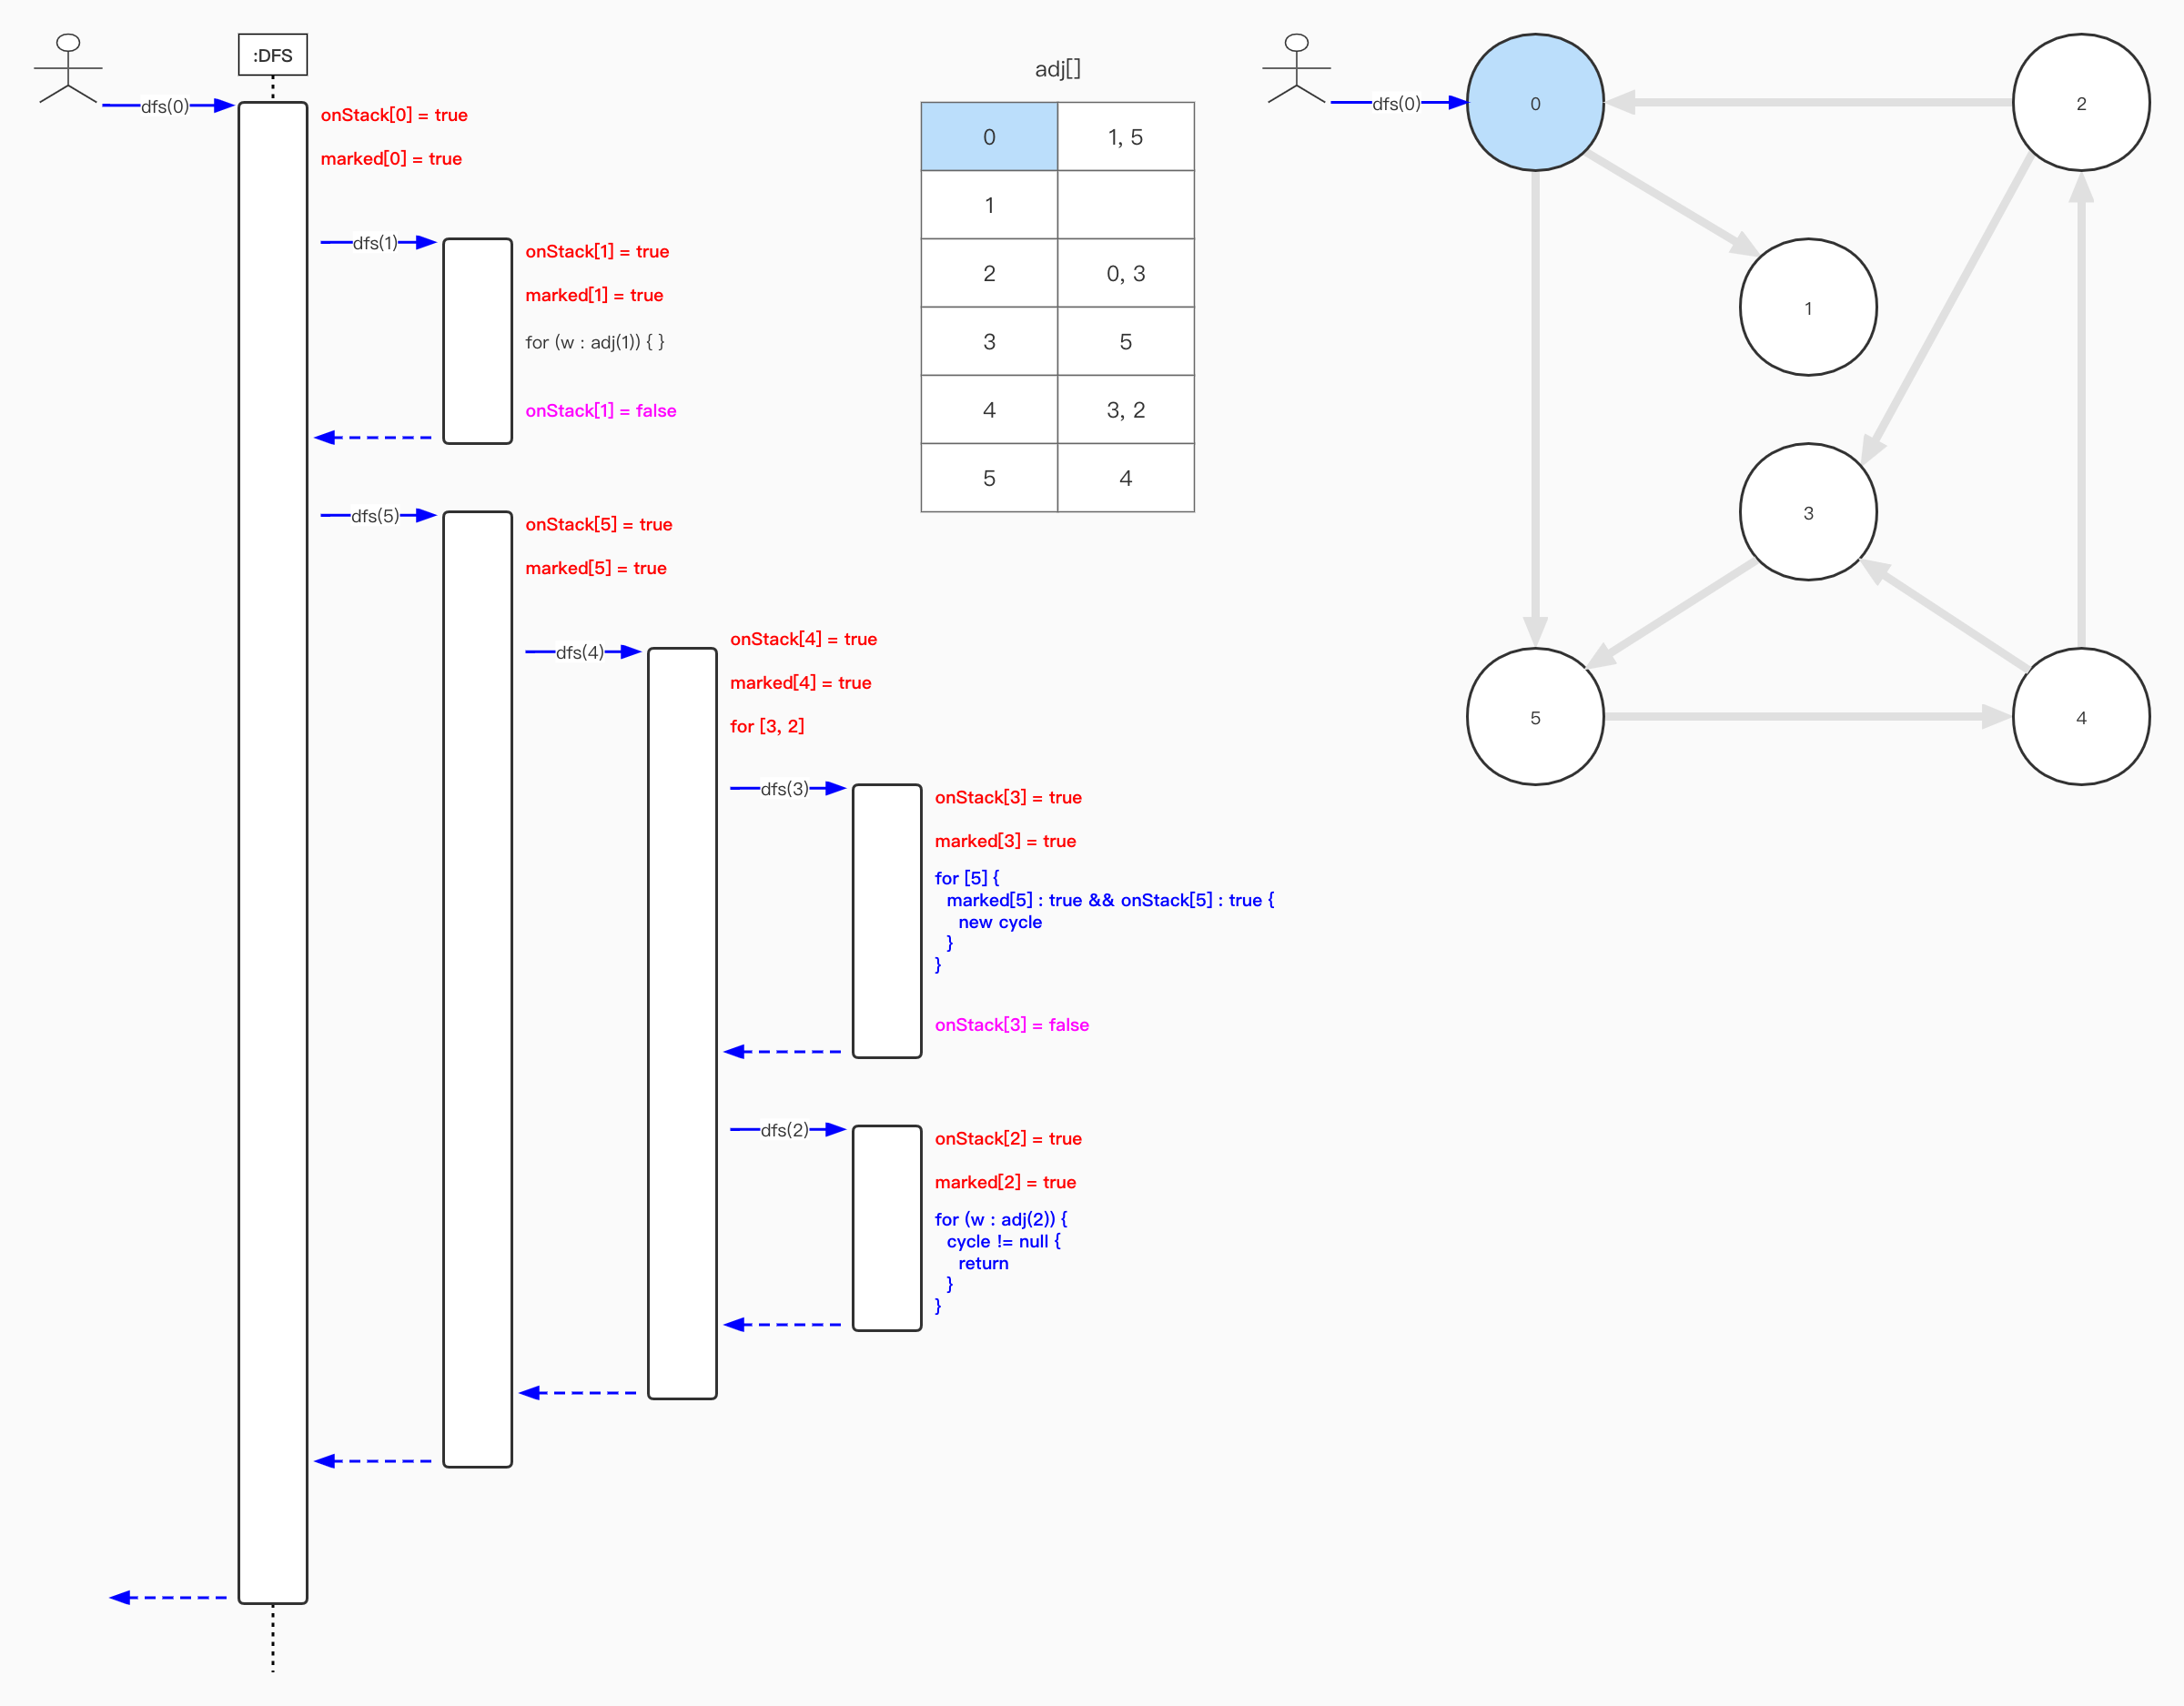 :DFS
dfs(0)
onStack[0] = true
marked[0] = true
dfs(1)
onStack[1] = true
marked[1] = true
for (w : adj(1)) { }
onStack[1] = false
dfs(5)
onStack[5] = true
marked[5] = true
dfs(4)
onStack[4] = true
marked[4] = true
for [3, 2]
dfs(3)
onStack[3] = true
marked[3] = true
for [5] {
marked[5] : true && onStack[5] : true {
new cycle
}
}
onStack[3] = false
dfs(2)
onStack[2] = true
marked[2] = true
for (w : adj(2)) {
cycle != null {
return
}
}
adj[]
0 1, 5
1
2 0, 3
3 5
4 3, 2
5 4
dfs(0)
0
2
1
3
5
4